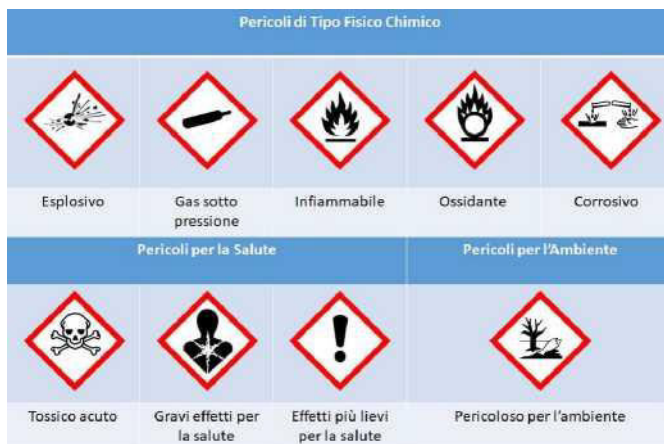 Pericoli di Tipo Fisico Chimico
Esplosivo
Gas sotto
pressione
Infiammabile
Ossidante
Corrosivo
Pericoli per la Salute
Pericoli per l'Ambiente
Tossico acuto
Gravi effetti per
la salute
Effetti più lievi
per la salute
Pericoloso per l'ambiente